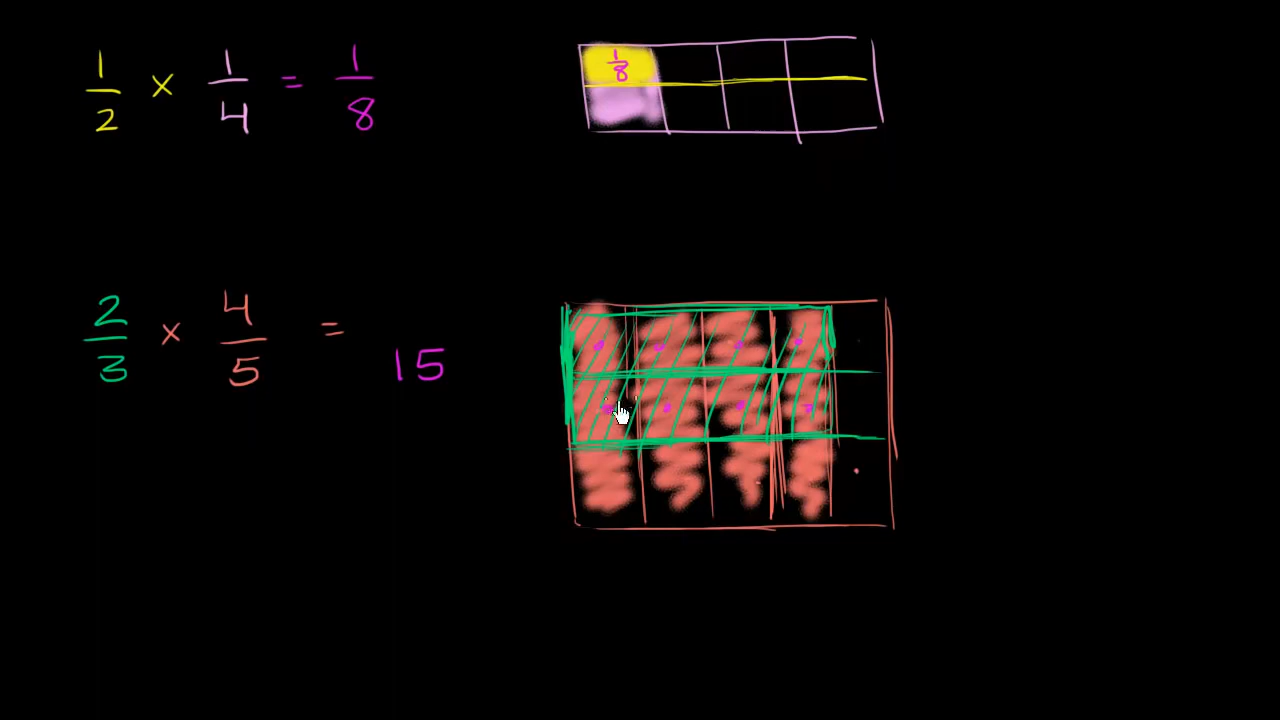 1/2 × 1/4 = 1/8
1/8
2/3 × 4/5 =
15